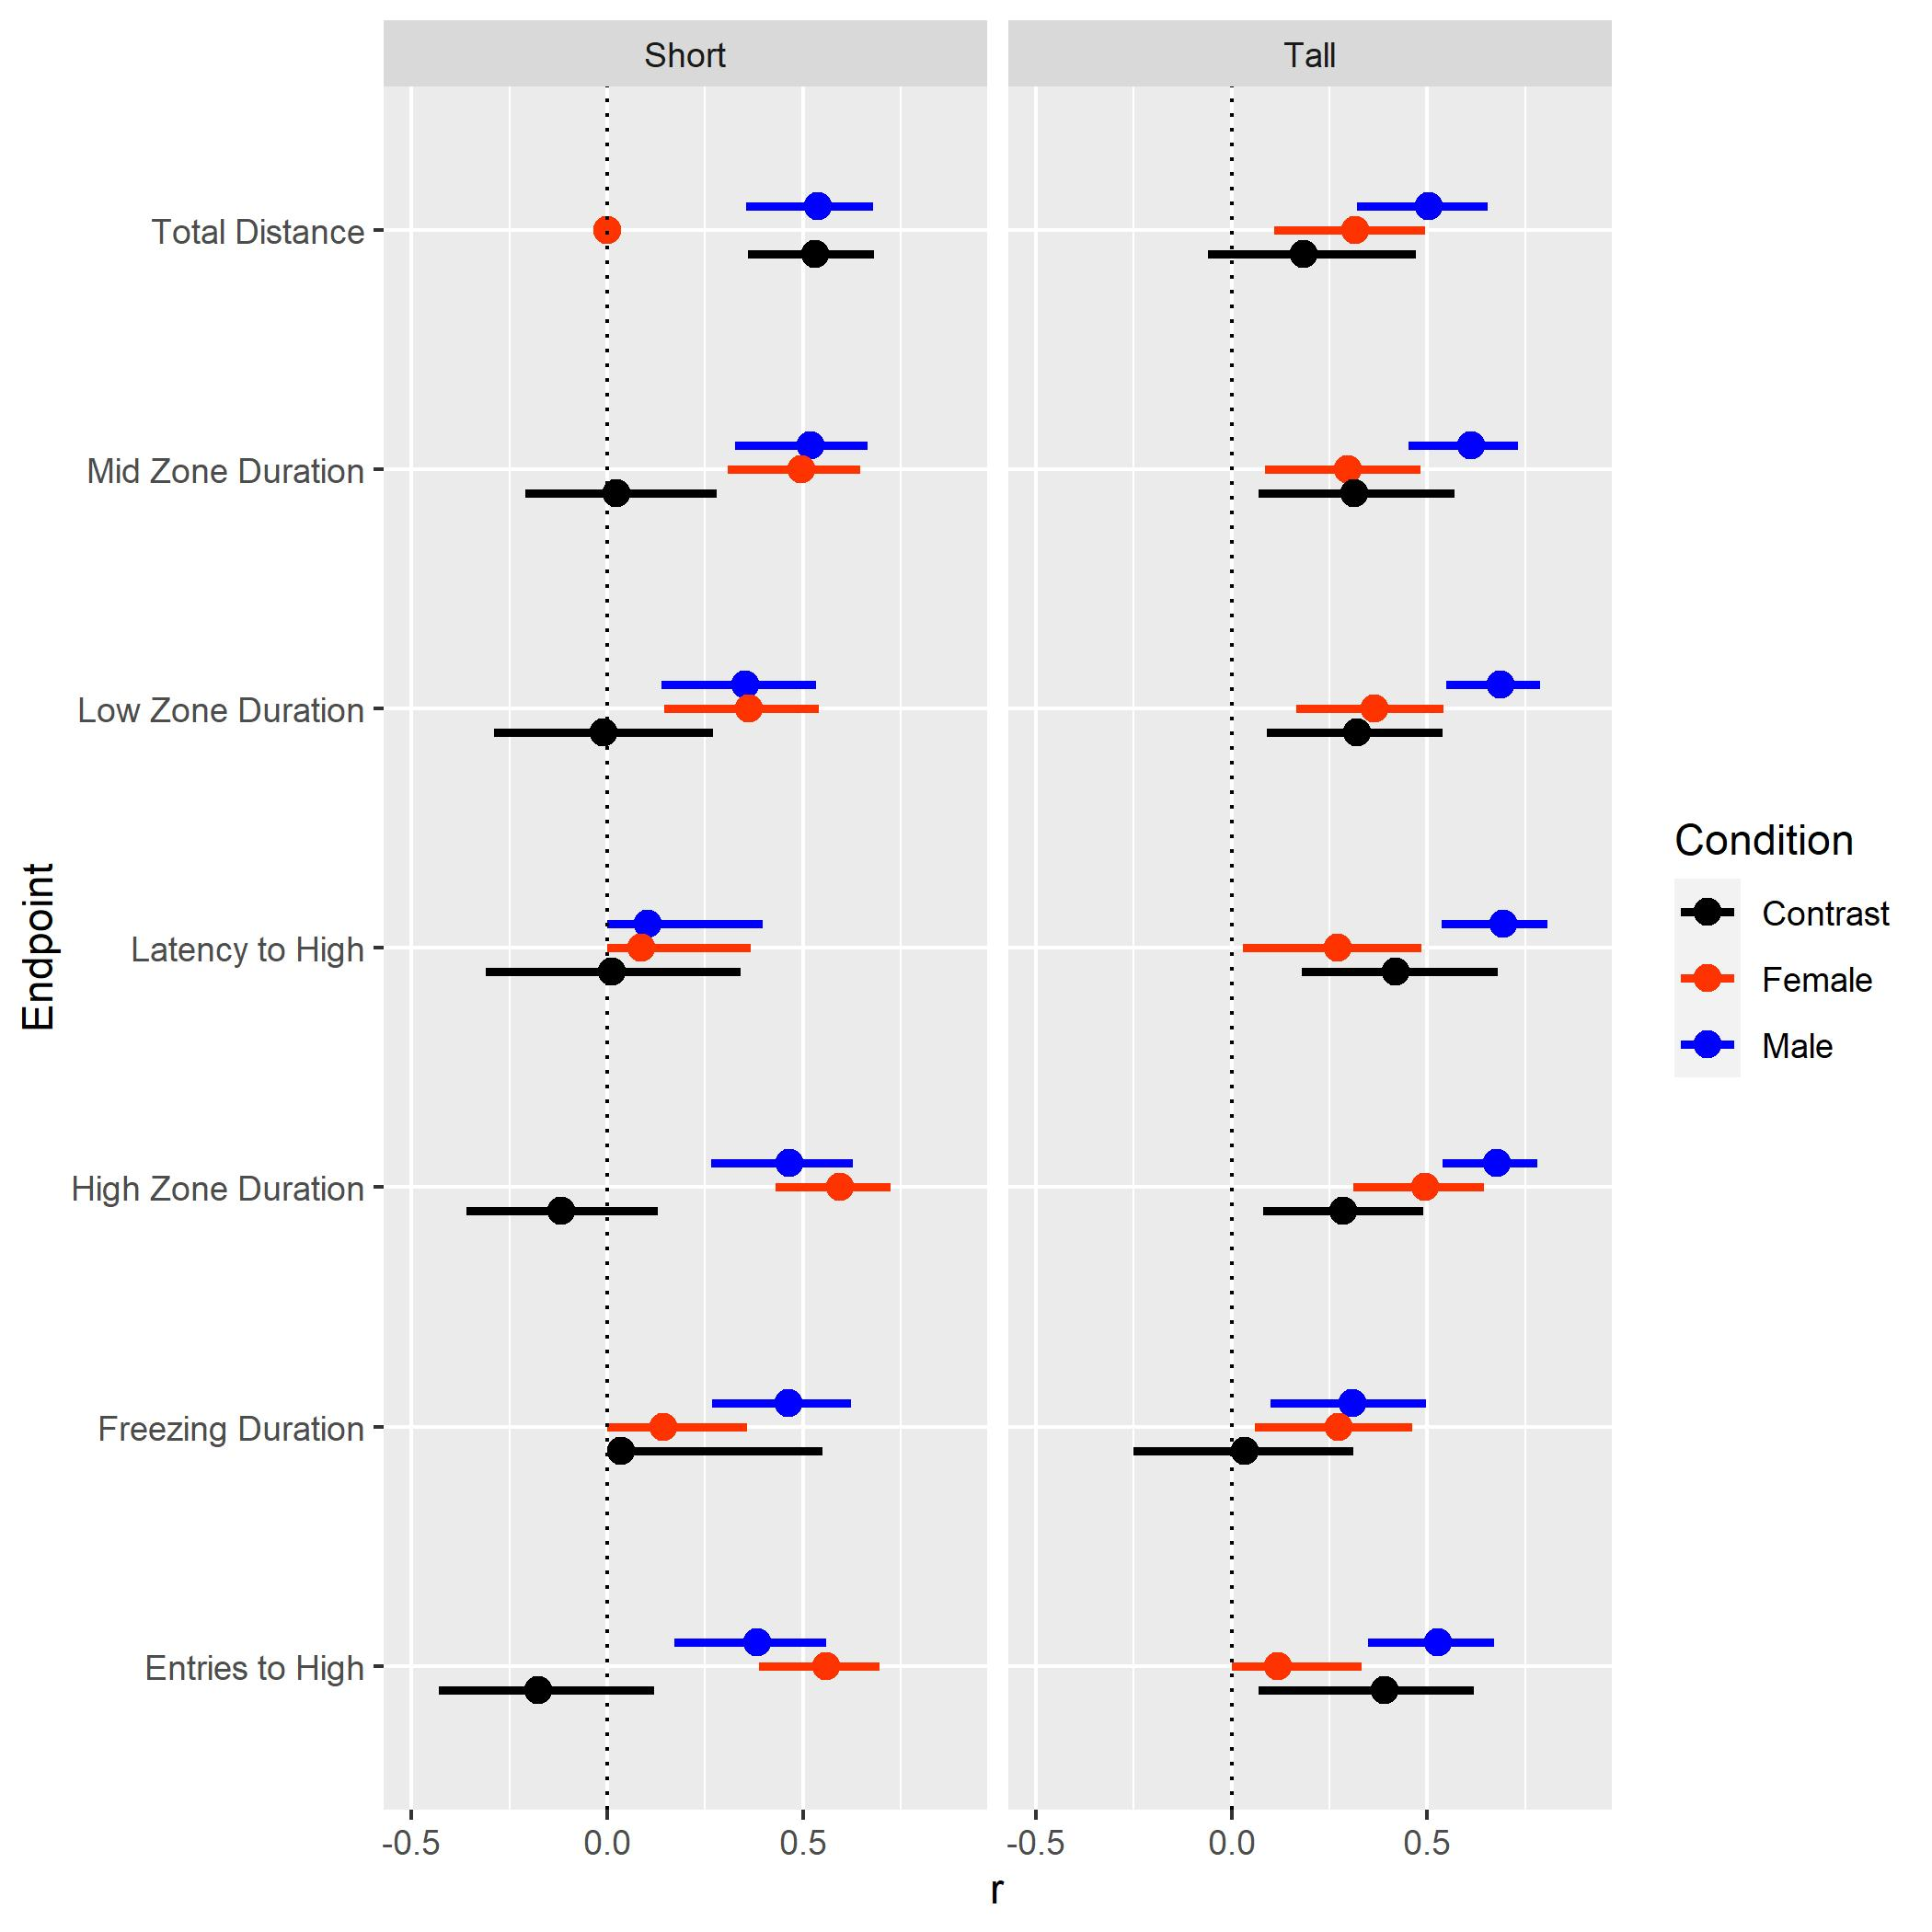 Short
Tall
Total Distance
Mid Zone Duration
Low Zone Duration
Latency to High
High Zone Duration
Freezing Duration
Entries to High
Endpoint
-0.5
0.0
0.5
-0.5
0.0
0.5
r
Condition
Contrast
Female
Male